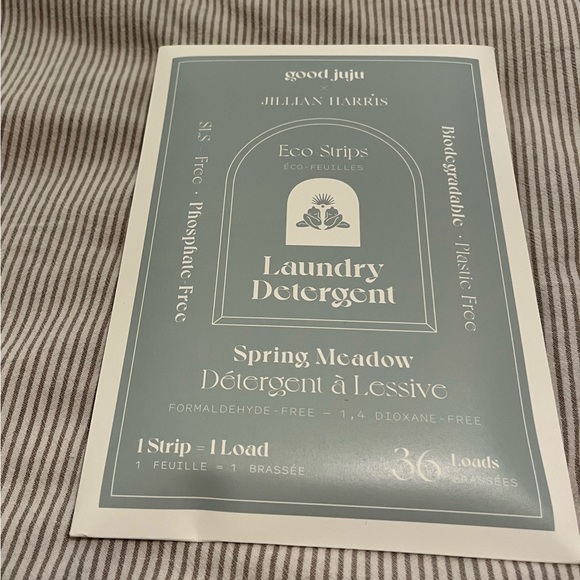 good juju
×
JILLIAN HARRIS
Eco Strips
ÉCO-FEUILLES
SLS - Free · Phosphate Free
Biodegradable · Plastic Free
Laundry
Detergent
Spring Meadow
Détergent à Lessive
FORMALDEHYDE-FREE — 1,4 DIOXANE-FREE
1 Strip = 1 Load
1 FEUILLE = 1 BRASSÉE
36 Loads
BRASSÉES